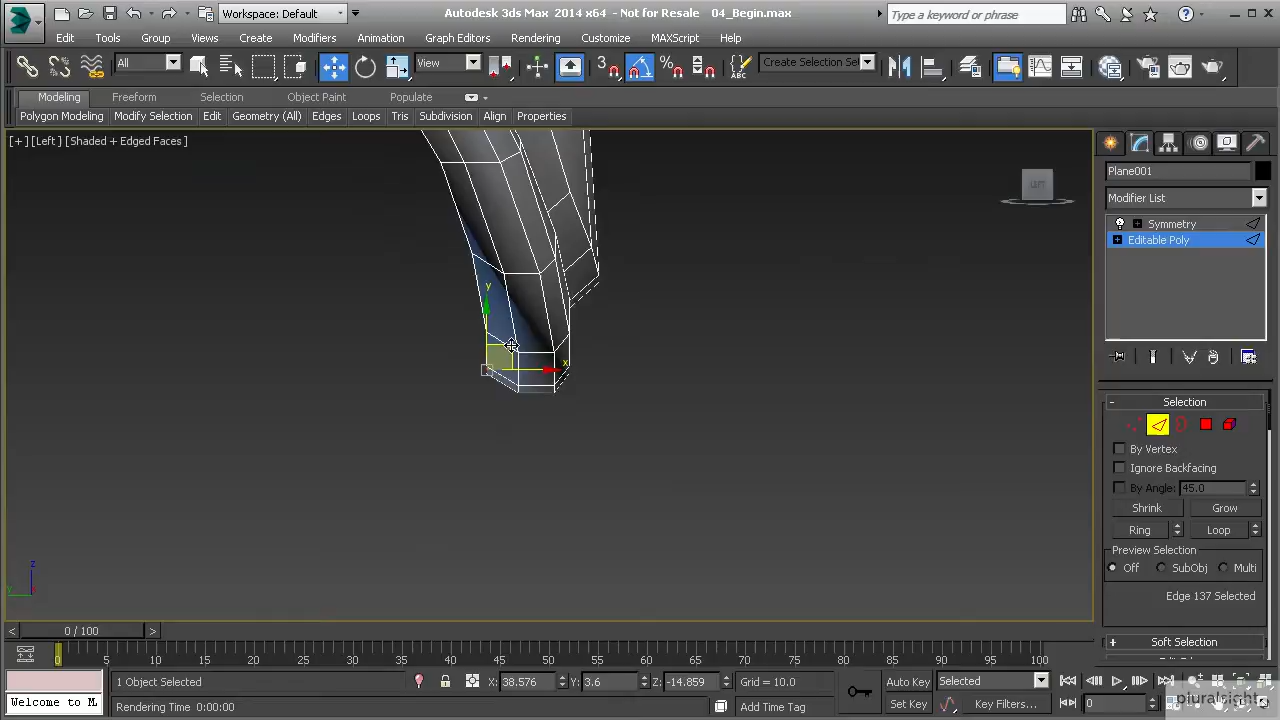 Workspace: Default
Autodesk 3ds Max 2014 x64 - Not for Resale 04_Begin.max
Type a keyword or phrase
Edit Tools Group Views Create Modifiers Animation Graph Editors Rendering Customize MAXScript Help
All View 3 Create Selection Se
Modeling Freeform Selection Object Paint Populate
Polygon Modeling Modify Selection Edit Geometry (All) Edges Loops Tris Subdivision Align Properties
[+] [Left] [Shaded + Edged Faces]
LEFT
Plane001
Modifier List
Symmetry
Editable Poly
y
x
Selection
By Vertex
Ignore Backfacing
By Angle: 45.0
Shrink Grow
Ring Loop
Preview Selection
Off SubObj Multi
Edge 137 Selected
Soft Selection
z
y x
< 0 / 100 >
0 5 10 15 20 25 30 35 40 45 50 55 60 65 70 75 80 85 90 95 100
1 Object Selected X: 38.576 Y: 3.6 Z: -14.859 Grid = 10.0 Auto Key Selected
Welcome to M Rendering Time 0:00:00 Add Time Tag Set Key Key Filters... 0
pluralsight